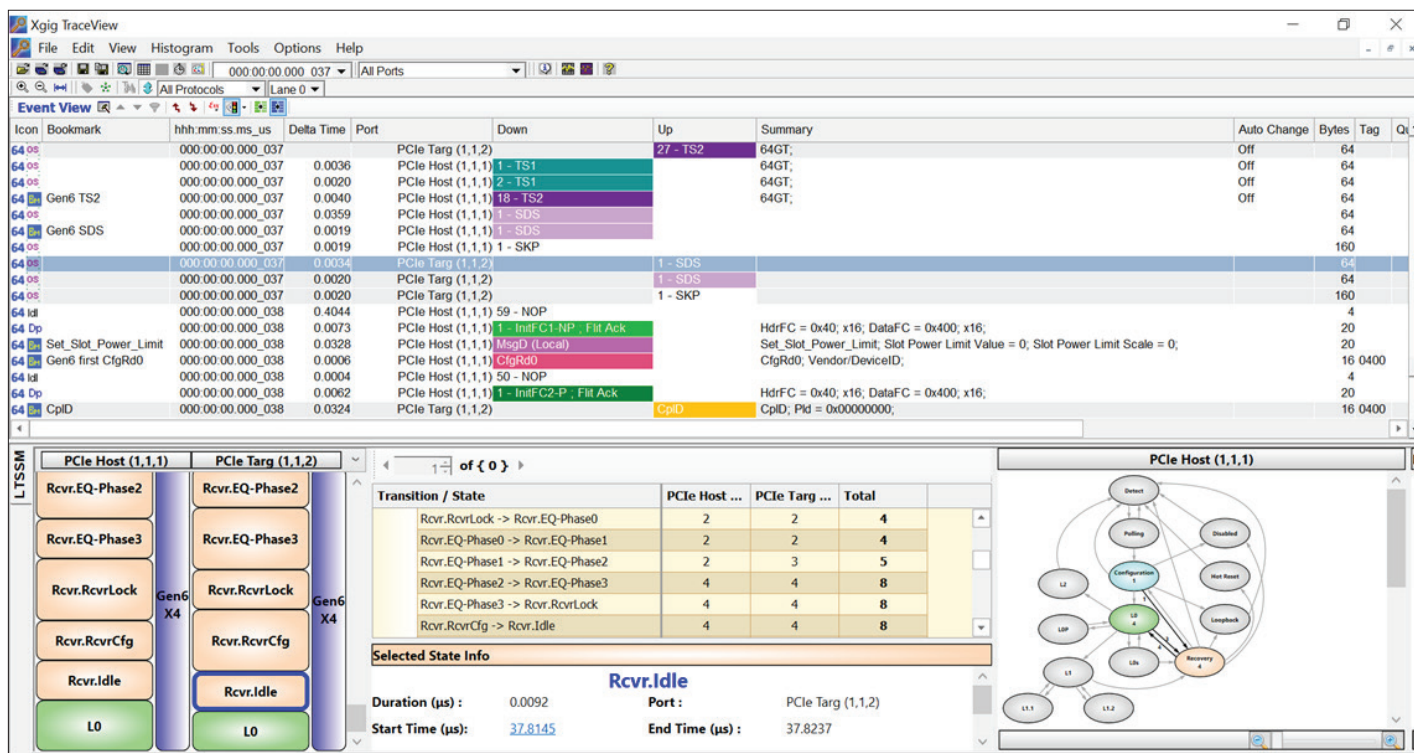 Xgig TraceView
File Edit View Histogram Tools Options Help
000:00:00.000_037 All Ports
All Protocols Lane 0
Event View
Icon Bookmark hhh:mm:ss.ms_us Delta Time Port Down Up Summary Auto Change Bytes Tag
64 os 000:00:00.000_037 PCIe Targ (1,1,2) 27 - TS2 64GT; Off 64
64 os 000:00:00.000_037 0.0036 PCIe Host (1,1,1) 1 - TS1 64GT; Off 64
64 os 000:00:00.000_037 0.0020 PCIe Host (1,1,1) 2 - TS1 64GT; Off 64
64 Gen6 TS2 000:00:00.000_037 0.0040 PCIe Host (1,1,1) 18 - TS2 64GT; Off 64
64 os 000:00:00.000_037 0.0359 PCIe Host (1,1,1) 1 - SDS 64
64 Gen6 SDS 000:00:00.000_037 0.0019 PCIe Host (1,1,1) 1 - SDS 64
64 os 000:00:00.000_037 0.0019 PCIe Host (1,1,1) 1 - SKP 160
64 os 000:00:00.000_037 0.0034 PCIe Targ (1,1,2) 1 - SDS 64
64 os 000:00:00.000_037 0.0020 PCIe Targ (1,1,2) 1 - SDS 64
64 os 000:00:00.000_037 0.0020 PCIe Targ (1,1,2) 1 - SKP 160
64 Idl 000:00:00.000_038 0.4044 PCIe Host (1,1,1) 59 - NOP 4
64 Dp 000:00:00.000_038 0.0073 PCIe Host (1,1,1) 1 - InitFC1-NP ; Flit Ack HdrFC = 0x40; x16; DataFC = 0x400; x16; 20
64 Set_Slot_Power_Limit 000:00:00.000_038 0.0328 PCIe Host (1,1,1) MsgD (Local) Set_Slot_Power_Limit; Slot Power Limit Value = 0; Slot Power Limit Scale = 0; 20
64 Gen6 first CfgRd0 000:00:00.000_038 0.0006 PCIe Host (1,1,1) CfgRd0 CfgRd0; Vendor/DeviceID; 16 0400
64 Idl 000:00:00.000_038 0.0004 PCIe Host (1,1,1) 50 - NOP 4
64 Dp 000:00:00.000_038 0.0062 PCIe Host (1,1,1) 1 - InitFC2-P ; Flit Ack HdrFC = 0x40; x16; DataFC = 0x400; x16; 20
64 CplD 000:00:00.000_038 0.0324 PCIe Targ (1,1,2) CplD CplD; Pld = 0x00000000; 16 0400
LTSSM
PCIe Host (1,1,1) PCIe Targ (1,1,2)
Rcvr.EQ-Phase2 Rcvr.EQ-Phase2
Rcvr.EQ-Phase3 Rcvr.EQ-Phase3
Rcvr.RcvrLock Rcvr.RcvrLock
Gen6 X4 Gen6 X4
Rcvr.RcvrCfg Rcvr.RcvrCfg
Rcvr.Idle Rcvr.Idle
L0 L0
1 of { 0 }
Transition / State PCIe Host ... PCIe Targ ... Total
Rcvr.RcvrLock -> Rcvr.EQ-Phase0 2 2 4
Rcvr.EQ-Phase0 -> Rcvr.EQ-Phase1 2 2 4
Rcvr.EQ-Phase1 -> Rcvr.EQ-Phase2 2 3 5
Rcvr.EQ-Phase2 -> Rcvr.EQ-Phase3 4 4 8
Rcvr.EQ-Phase3 -> Rcvr.RcvrLock 4 4 8
Rcvr.RcvrCfg -> Rcvr.Idle 4 4 8
Selected State Info
Rcvr.Idle
Duration (µs) : 0.0092 Port : PCIe Targ (1,1,2)
Start Time (µs): 37.8145 End Time (µs) : 37.8237
PCIe Host (1,1,1)
Detect
Polling Disabled
Configuration 1
L2 Hot Reset
1
L0 4 Loopback
L0P
3
4
L0s Recovery 4
L1
L1.1 L1.2